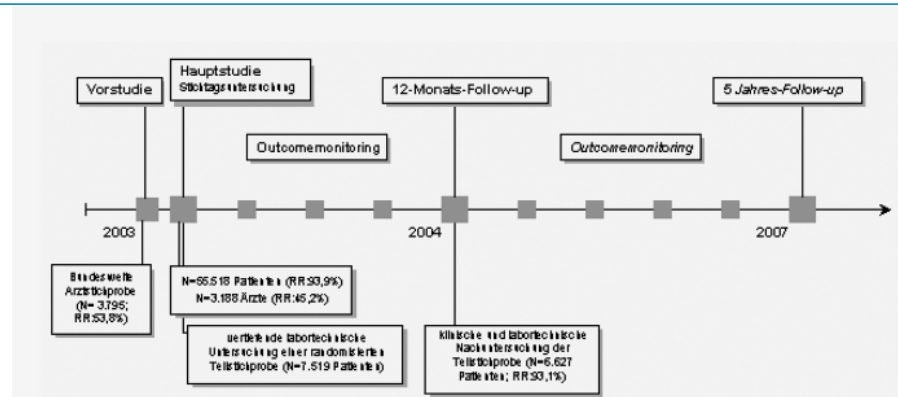 Vorstudie
Hauptstudie
Stichtagsuntersuchung
12-Monats-Follow-up
5 Jahres-Follow-up
Outcomemonitoring
Outcomemonitoring
2003
2004
2007
Bundesweite
Arztstichprobe
(N= 3.795;
RR:53,8%)
N=55.518 Patienten (RR:93,9%)
N=3.188 Ärzte (RR:45,2%)
vertiefende labortechnische
Untersuchung einer randomisierten
Teilstichprobe (N=7.519 Patienten)
klinische und labortechnische
Nachuntersuchung der
Teilstichprobe (N=6.627
Patienten; RR:93,1%)